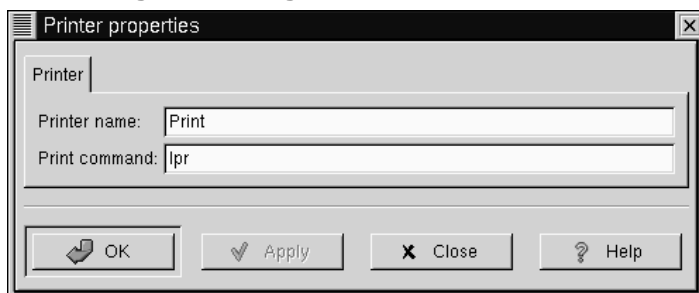 Printer properties
Printer
Printer name: Print
Print command: lpr
OK Apply Close Help